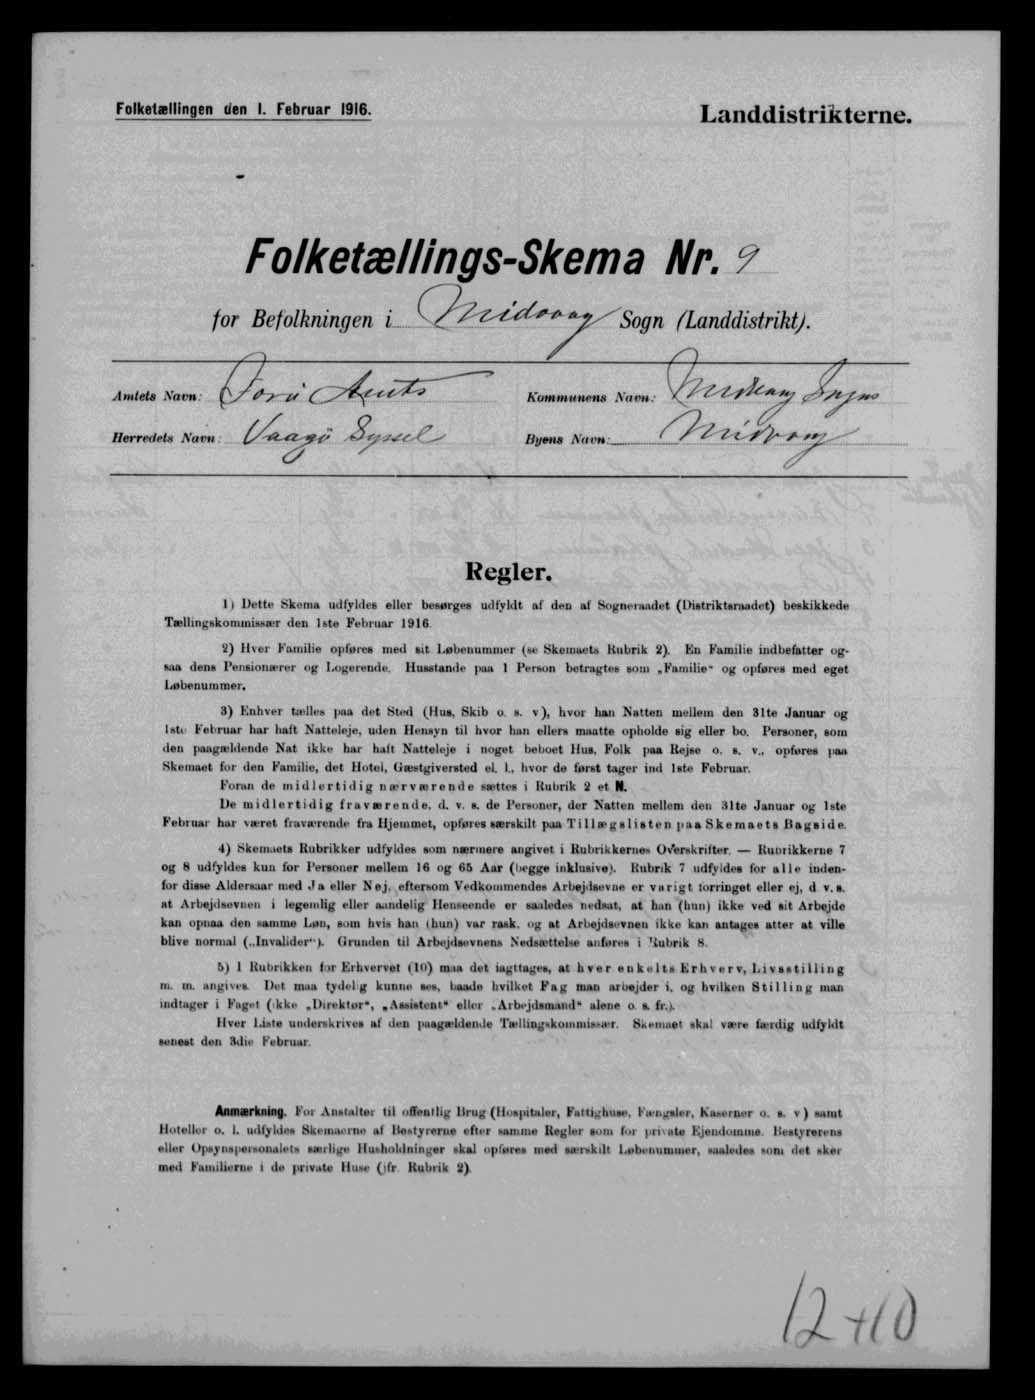 Folketællingen den 1. Februar 1916.
Landdistrikterne.
Folketællings-Skema Nr. 9
for Befolkningen i Midvaag Sogn (Landdistrikt).
Amtets Navn: Færø Amts
Kommunens Navn: Midvaag Sogns
Herredets Navn: Vaagø Syssel
Byens Navn: Midvaag
Regler.
1) Dette Skema udfyldes eller besørges udfyldt af den af Sogneraadet (Distriktsraadet) beskikkede
Tællingskommissær den 1ste Februar 1916.
2) Hver Familie opføres med sit Løbenummer (se Skemaets Rubrik 2). En Familie indbefatter og-
saa dens Pensionærer og Logerende. Husstande paa 1 Person betragtes som „Familie“ og opføres med eget
Løbenummer.
3) Enhver tælles paa det Sted (Hus, Skib o. s. v), hvor han Natten mellem den 31te Januar og
1ste Februar har haft Natteleje, uden Hensyn til hvor han ellers maatte opholde sig eller bo. Personer, som
den paagældende Nat ikke har haft Natteleje i noget beboet Hus, Folk paa Rejse o. s. v., opføres paa
Skemaet for den Familie, det Hotel, Gæstgiversted el. l., hvor de først tager ind 1ste Februar.
Foran de midlertidig nærværende sættes i Rubrik 2 et N.
De midlertidig fraværende, d. v. s. de Personer, der Natten mellem den 31te Januar og 1ste
Februar har været fraværende fra Hjemmet, opføres særskilt paa Tillægslisten paa Skemaets Bagside.
4) Skemaets Rubrikker udfyldes som nærmere angivet i Rubrikkernes Overskrifter. — Rubrikkerne 7
og 8 udfyldes kun for Personer mellem 16 og 65 Aar (begge inklusive). Rubrik 7 udfyldes for alle inden-
for disse Aldersaar med Ja eller Nej, eftersom Vedkommendes Arbejdsevne er varigt forringet eller ej, d v. s.
at Arbejdsevnen i legemlig eller aandelig Henseende er saaledes nedsat, at han (hun) ikke ved sit Arbejde
kan opnaa den samme Løn, som hvis han (hun) var rask, og at Arbejdsevnen ikke kan antages atter at ville
blive normal („Invalider“). Grunden til Arbejdsevnens Nedsættelse anføres i Rubrik 8.
5) I Rubrikken for Erhvervet (10) maa det iagttages, at hver enkelts Erhverv, Livsstilling
m. m. angives. Det maa tydelig kunne ses, baade hvilket Fag man arbejder i, og hvilken Stilling man
indtager i Faget (ikke „Direktør“, „Assistent“ eller „Arbejdsmand“ alene o. s. fr.).
Hver Liste underskrives af den paagældende Tællingskommissær. Skemaet skal være færdig udfyldt
senest den 3die Februar.
Anmærkning. For Anstalter til offentlig Brug (Hospitaler, Fattighuse, Fængsler, Kaserner o. s. v) samt
Hoteller o. l. udfyldes Skemaerne af Bestyrerne efter samme Regler som for private Ejendomme. Bestyrerens
eller Opsynspersonalets særlige Husholdninger skal opføres med særskilt Løbenummer, saaledes som det sker
med Familierne i de private Huse (jfr. Rubrik 2).
12+10